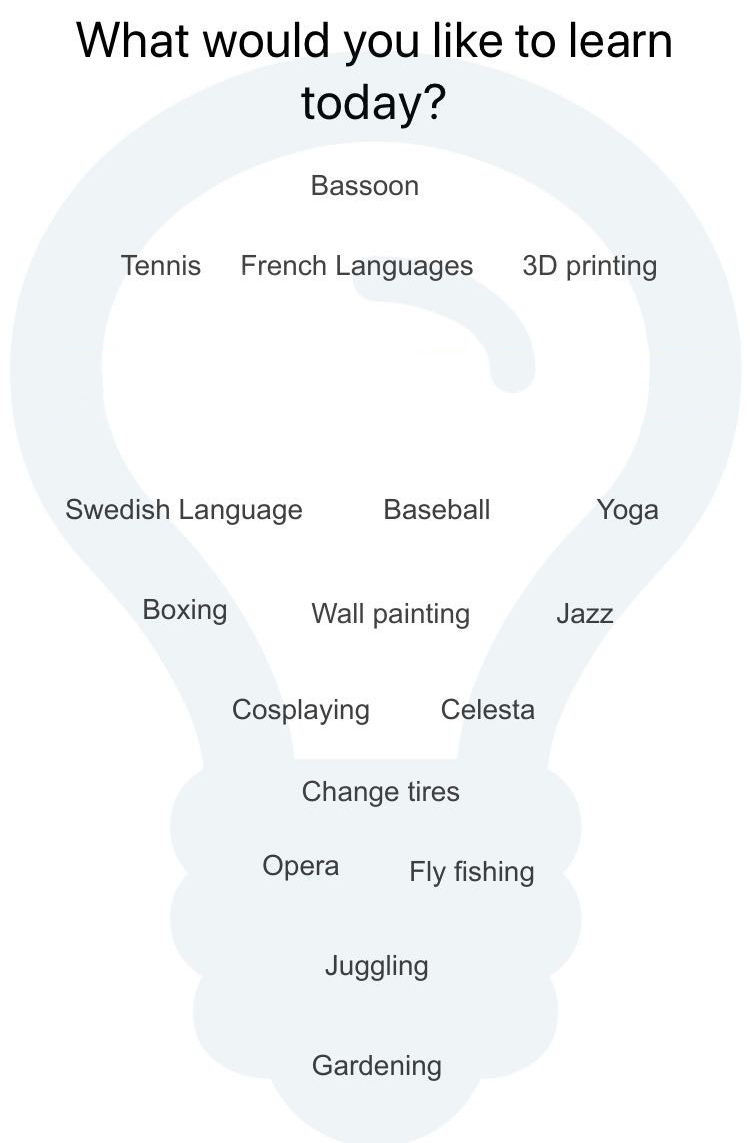 What would you like to learn
today?
Bassoon
Tennis French Languages 3D printing
Swedish Language Baseball Yoga
Boxing Wall painting Jazz
Cosplaying Celesta
Change tires
Opera Fly fishing
Juggling
Gardening